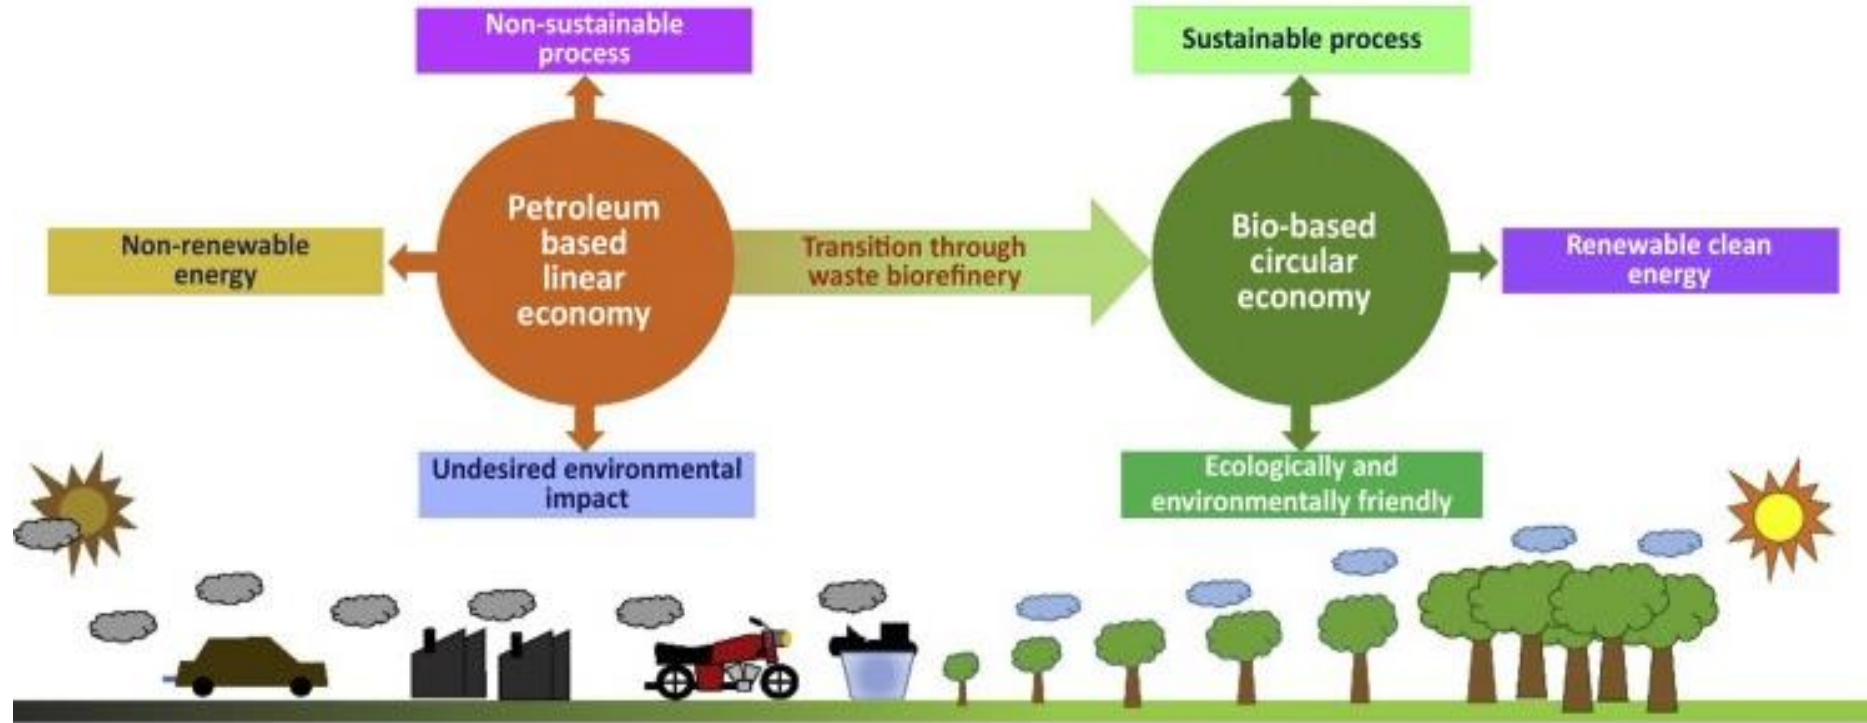 Non-sustainable
process
Sustainable process
Petroleum
based
linear
economy
Transition through
waste biorefinery
Bio-based
circular
economy
Non-renewable
energy
Renewable clean
energy
Undesired environmental
impact
Ecologically and
environmentally friendly